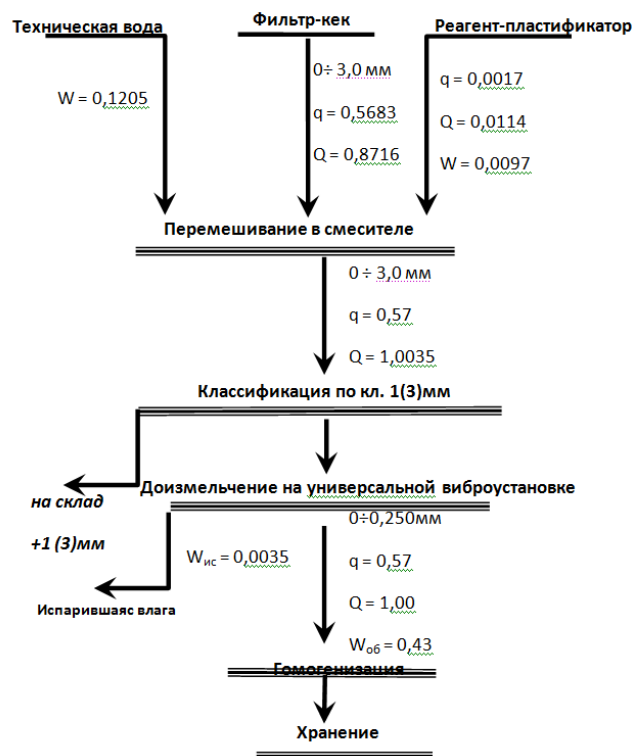 Техническая вода
Фильтр-кек
Реагент-пластификатор
W = 0,1205
0÷ 3,0 мм
q = 0,5683
Q = 0,8716
q = 0,0017
Q = 0,0114
W = 0,0097
Перемешивание в смесителе
0 ÷ 3,0 мм
q = 0,57
Q = 1,0035
Классификация по кл. 1(3)мм
на склад
+1 (3)мм
Доизмельчение на универсальной виброустановке
Wис = 0,0035
Испарившаяс влага
0÷0,250мм
q = 0,57
Q = 1,00
Wоб = 0,43
Гомогенизация
Хранение